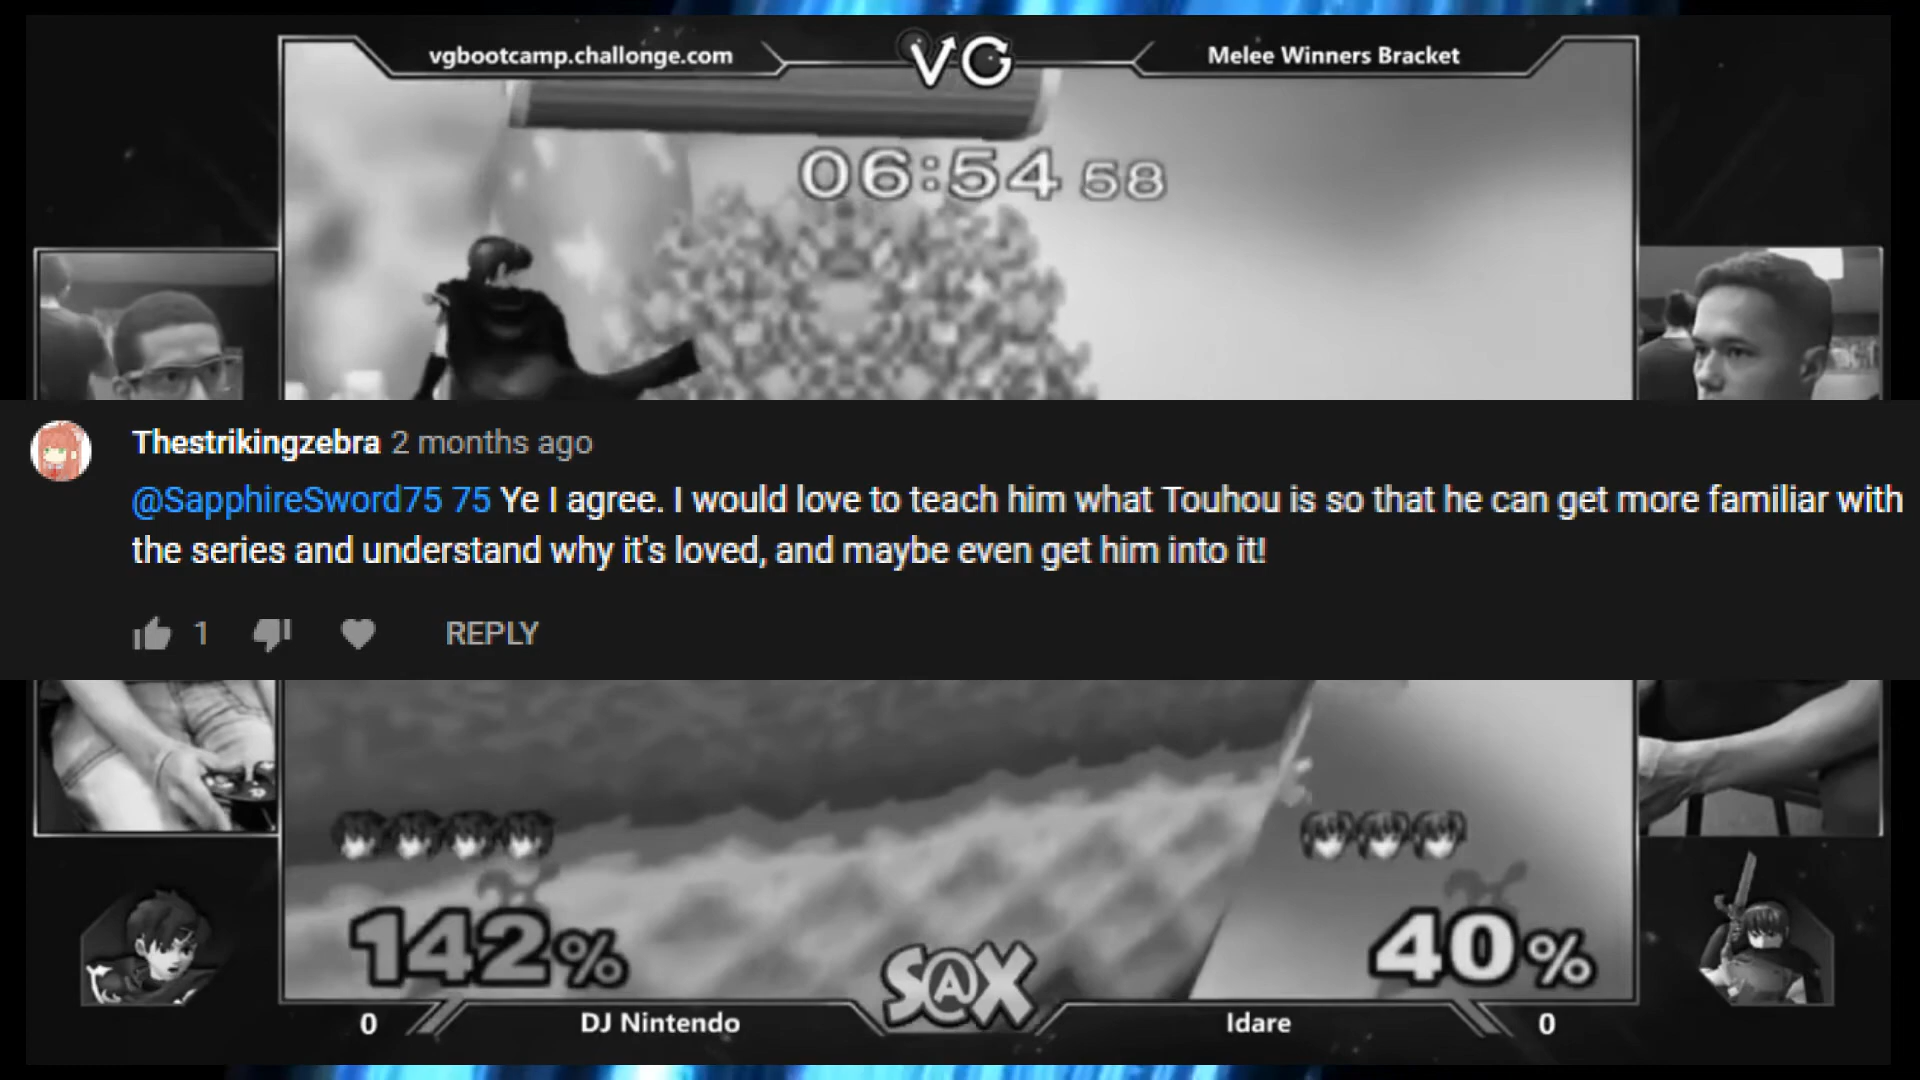 vgbootcamp.challonge.com
VG
Melee Winners Bracket
06:54 58
Thestrikingzebra 2 months ago
@SapphireSword75 75 Ye I agree. I would love to teach him what Touhou is so that he can get more familiar with
the series and understand why it's loved, and maybe even get him into it!
1
REPLY
142%
40%
S@X
0
DJ Nintendo
Idare
0